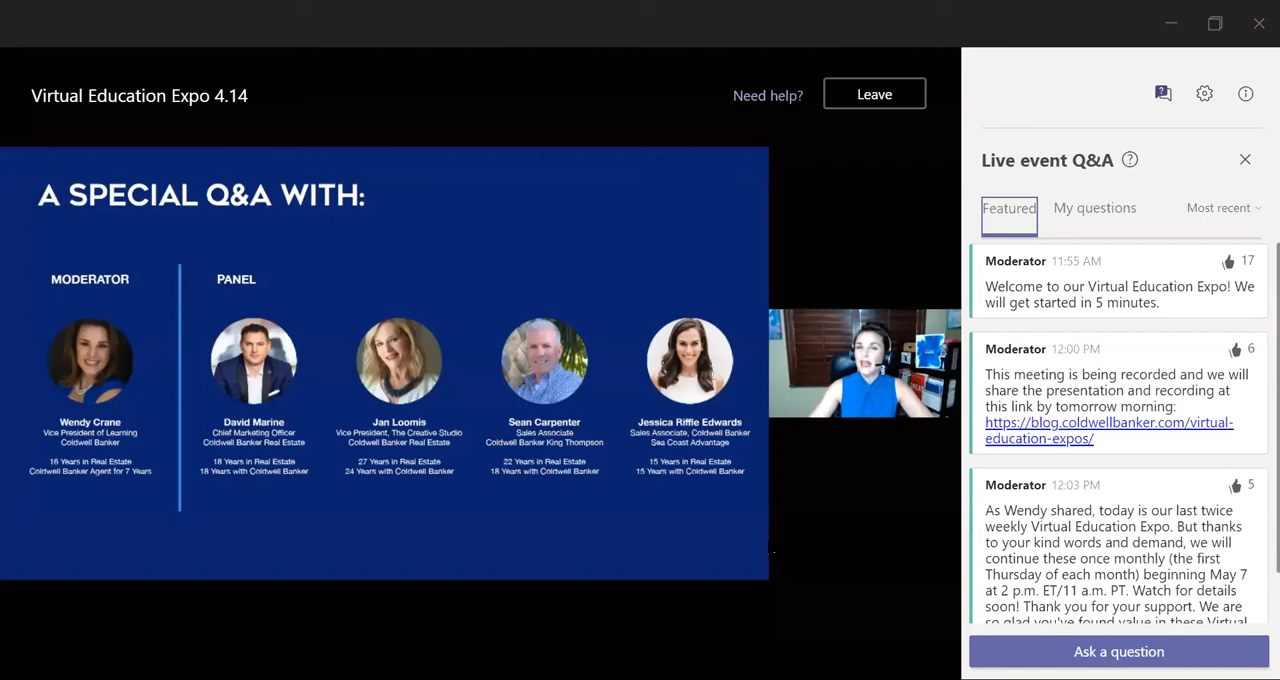 Virtual Education Expo 4.14
Need help?
Leave
A SPECIAL Q&A WITH:
MODERATOR
PANEL
Wendy Crane
Vice President of Learning
Coldwell Banker
16 Years in Real Estate
Coldwell Banker Agent for 7 Years
David Marine
Chief Marketing Officer
Coldwell Banker Real Estate
18 Years in Real Estate
18 Years with Coldwell Banker
Jan Loomis
Vice President, The Creative Studio
Coldwell Banker Real Estate
27 Years in Real Estate
24 Years with Coldwell Banker
Sean Carpenter
Sales Associate
Coldwell Banker King Thompson
22 Years in Real Estate
18 Years with Coldwell Banker
Jessica Riffle Edwards
Sales Associate, Coldwell Banker
Sea Coast Advantage
15 Years in Real Estate
15 Years with Coldwell Banker
Live event Q&A
Featured
My questions
Most recent
Moderator 11:55 AM
17
Welcome to our Virtual Education Expo! We
will get started in 5 minutes.
Moderator 12:00 PM
6
This meeting is being recorded and we will
share the presentation and recording at
this link by tomorrow morning:
https://blog.coldwellbanker.com/virtual-
education-expos/
Moderator 12:03 PM
5
As Wendy shared, today is our last twice
weekly Virtual Education Expo. But thanks
to your kind words and demand, we will
continue these once monthly (the first
Thursday of each month) beginning May 7
at 2 p.m. ET/11 a.m. PT. Watch for details
soon! Thank you for your support. We are
so glad you've found value in these Virtual
Ask a question